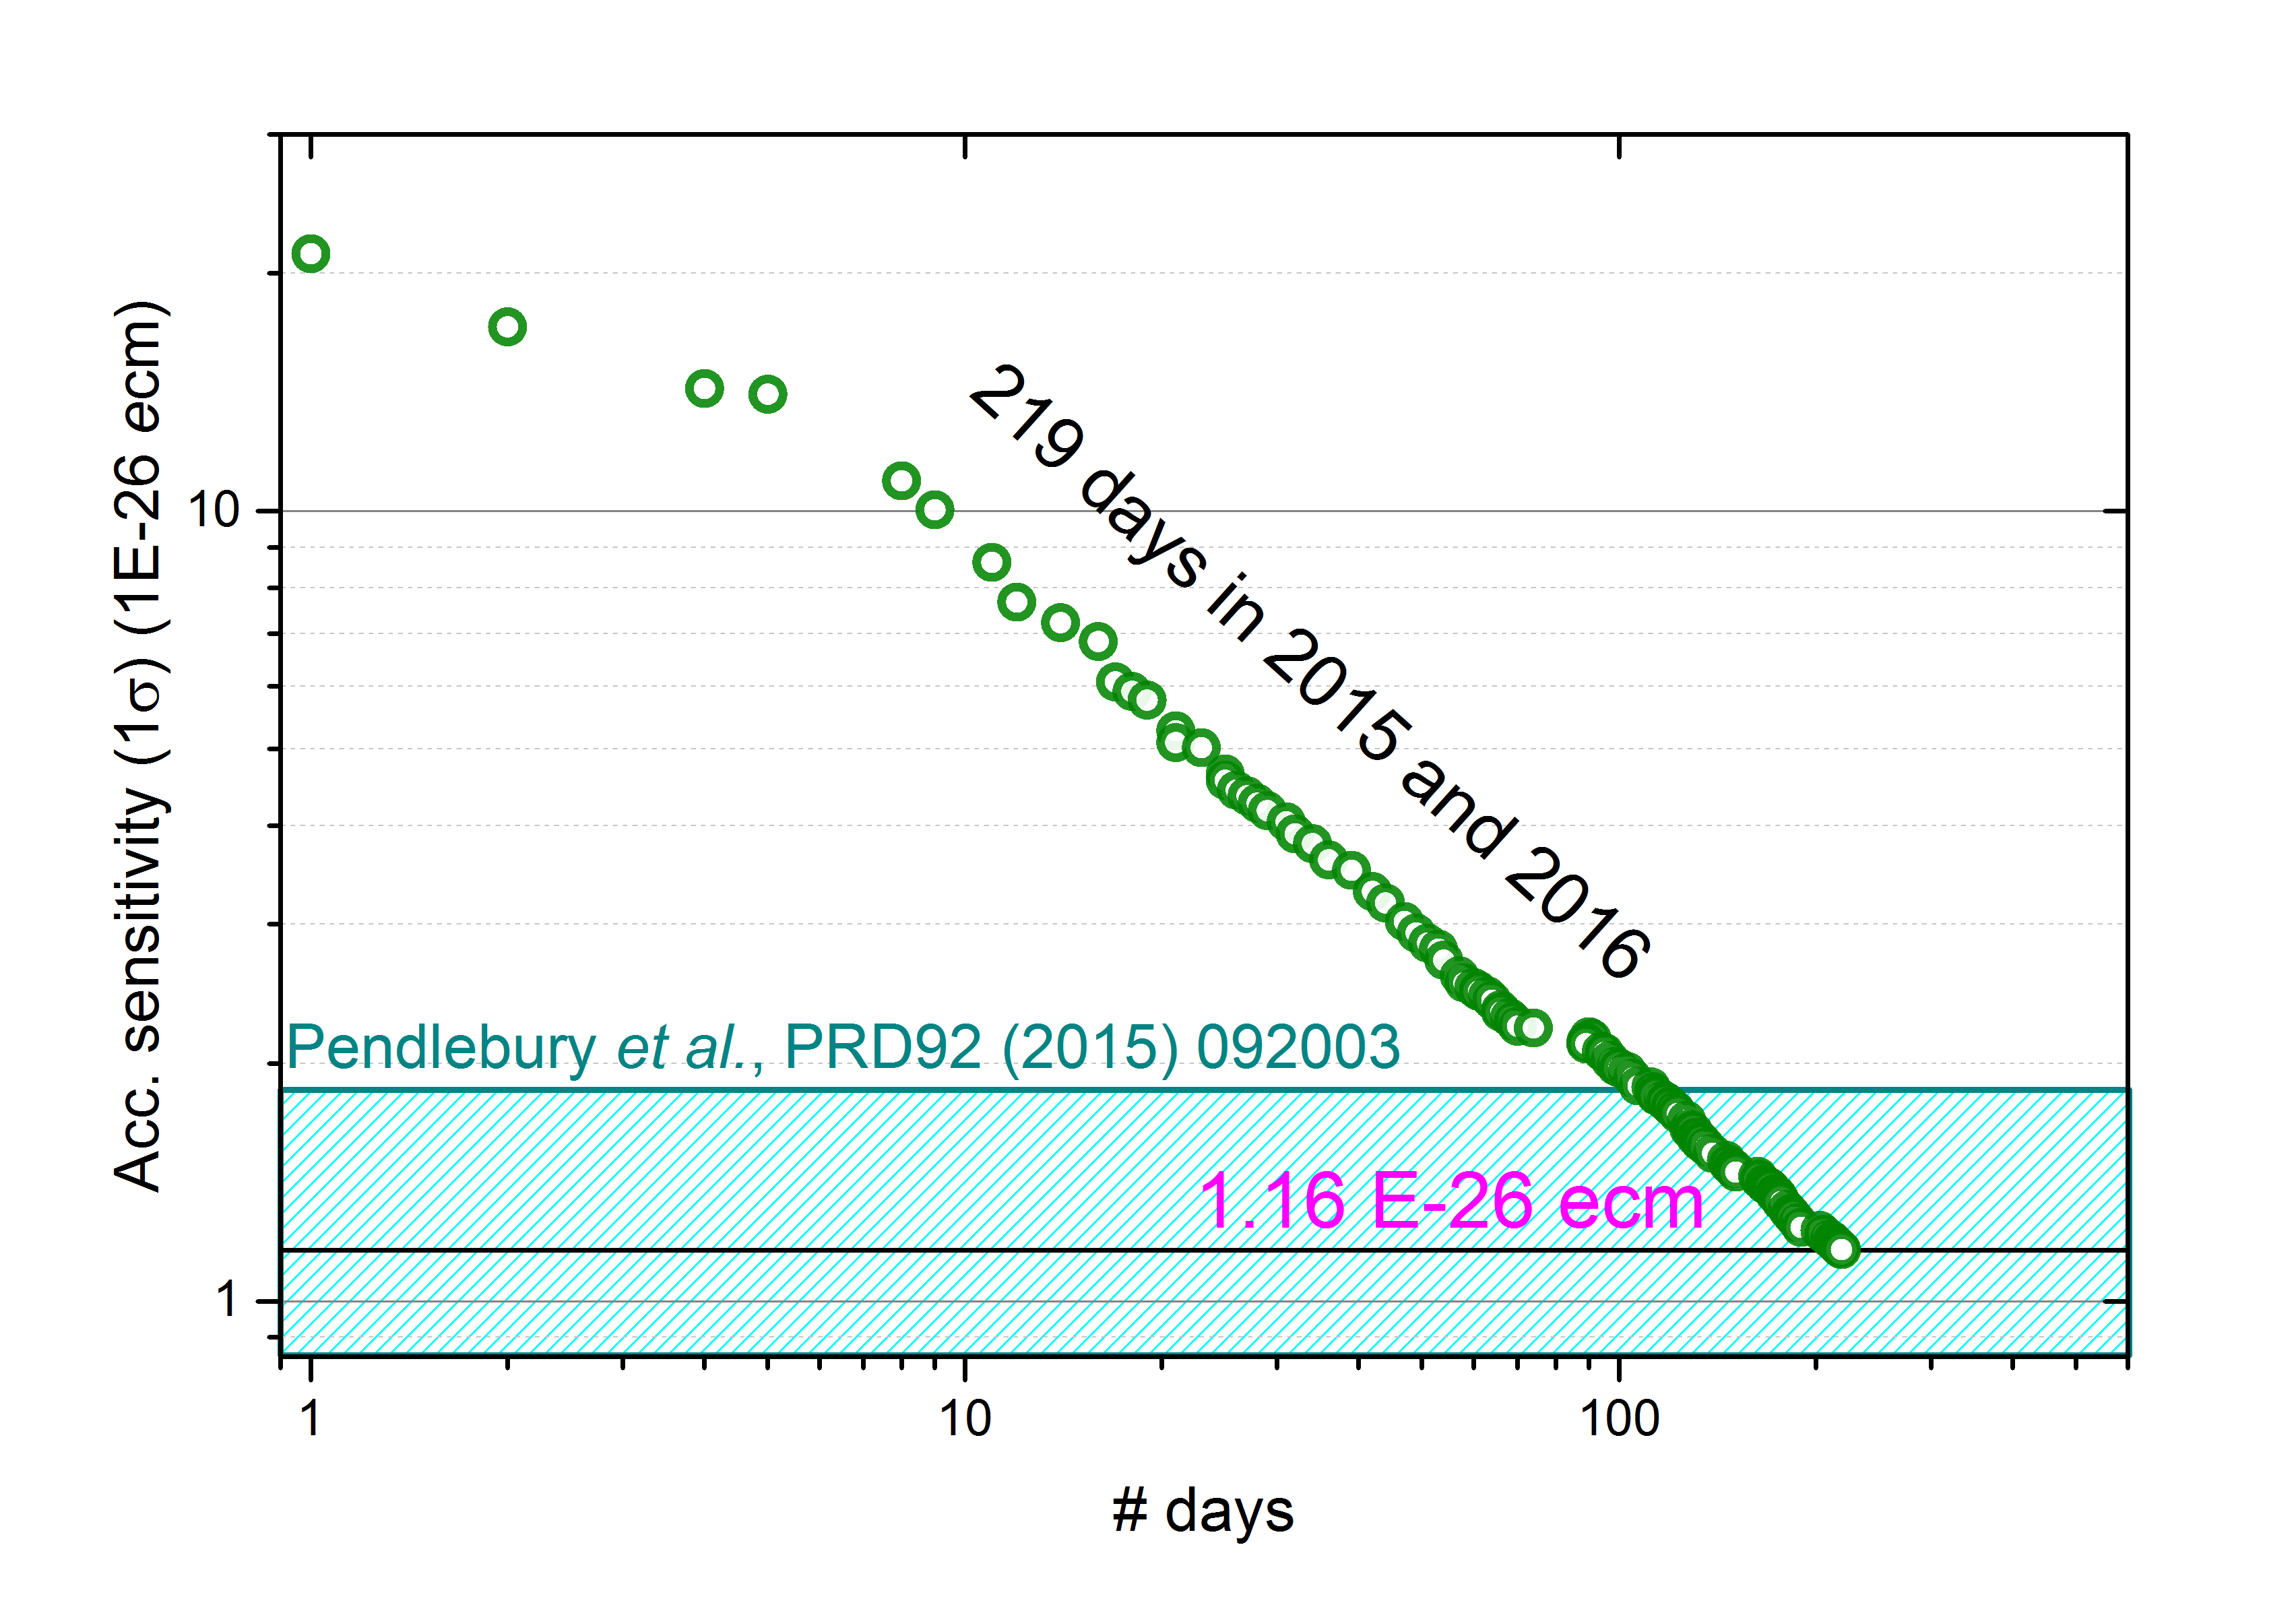 Acc. sensitivity (1σ) (1E-26 ecm)
10
1
219 days in 2015 and 2016
Pendlebury et al., PRD92 (2015) 092003
1.16 E-26 ecm
1
10
100
# days